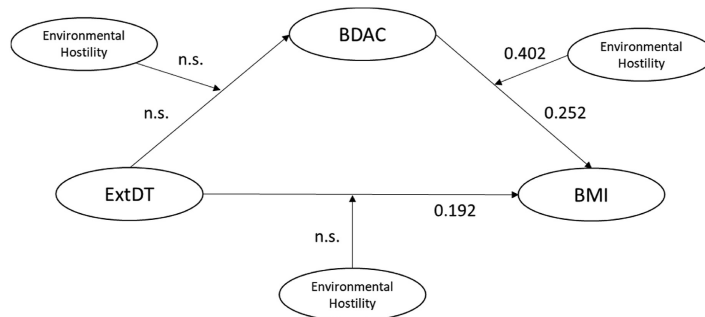 Environmental
Hostility
BDAC
Environmental
Hostility
n.s.
0.402
n.s.
0.252
ExtDT
BMI
0.192
n.s.
Environmental
Hostility